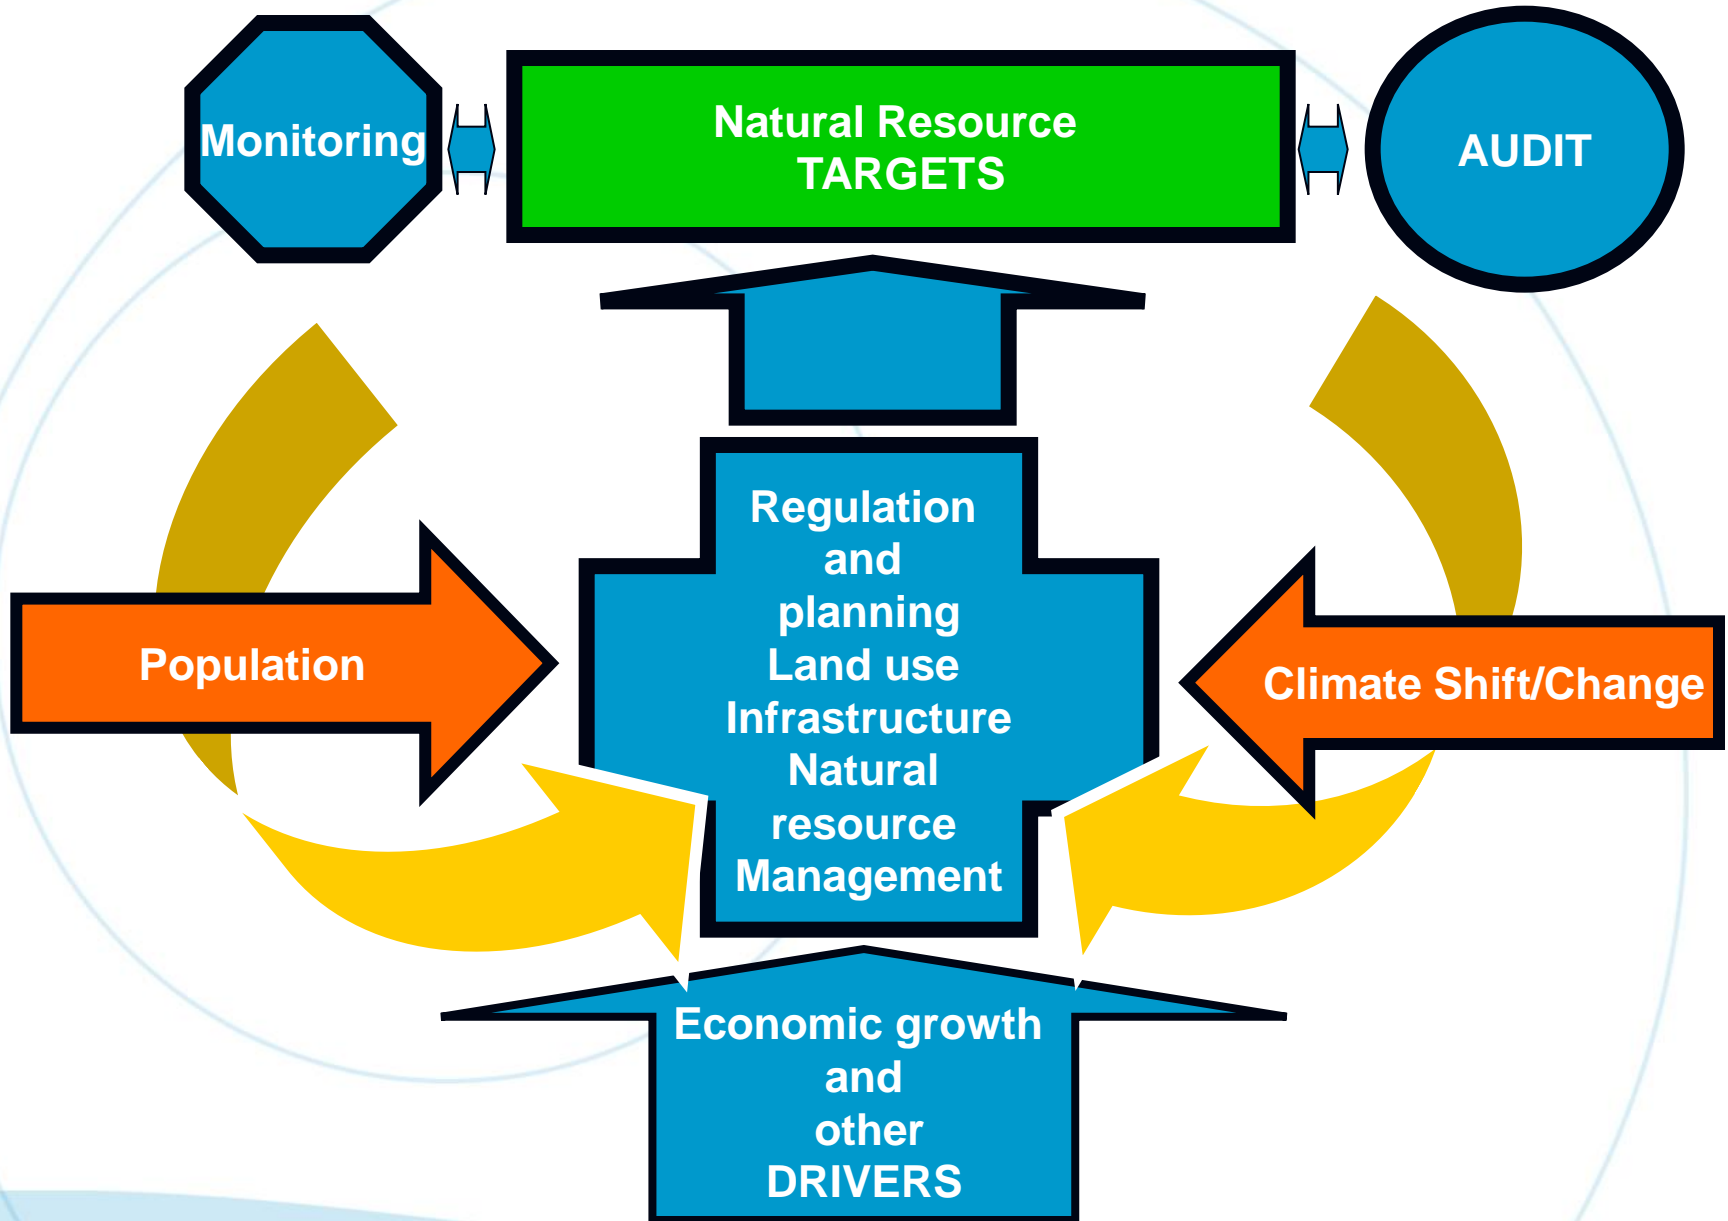 Monitoring
Natural Resource
TARGETS
AUDIT
Regulation
and
planning
Land use
Infrastructure
Natural
resource
Management
Population
Climate Shift/Change
Economic growth
and
other
DRIVERS